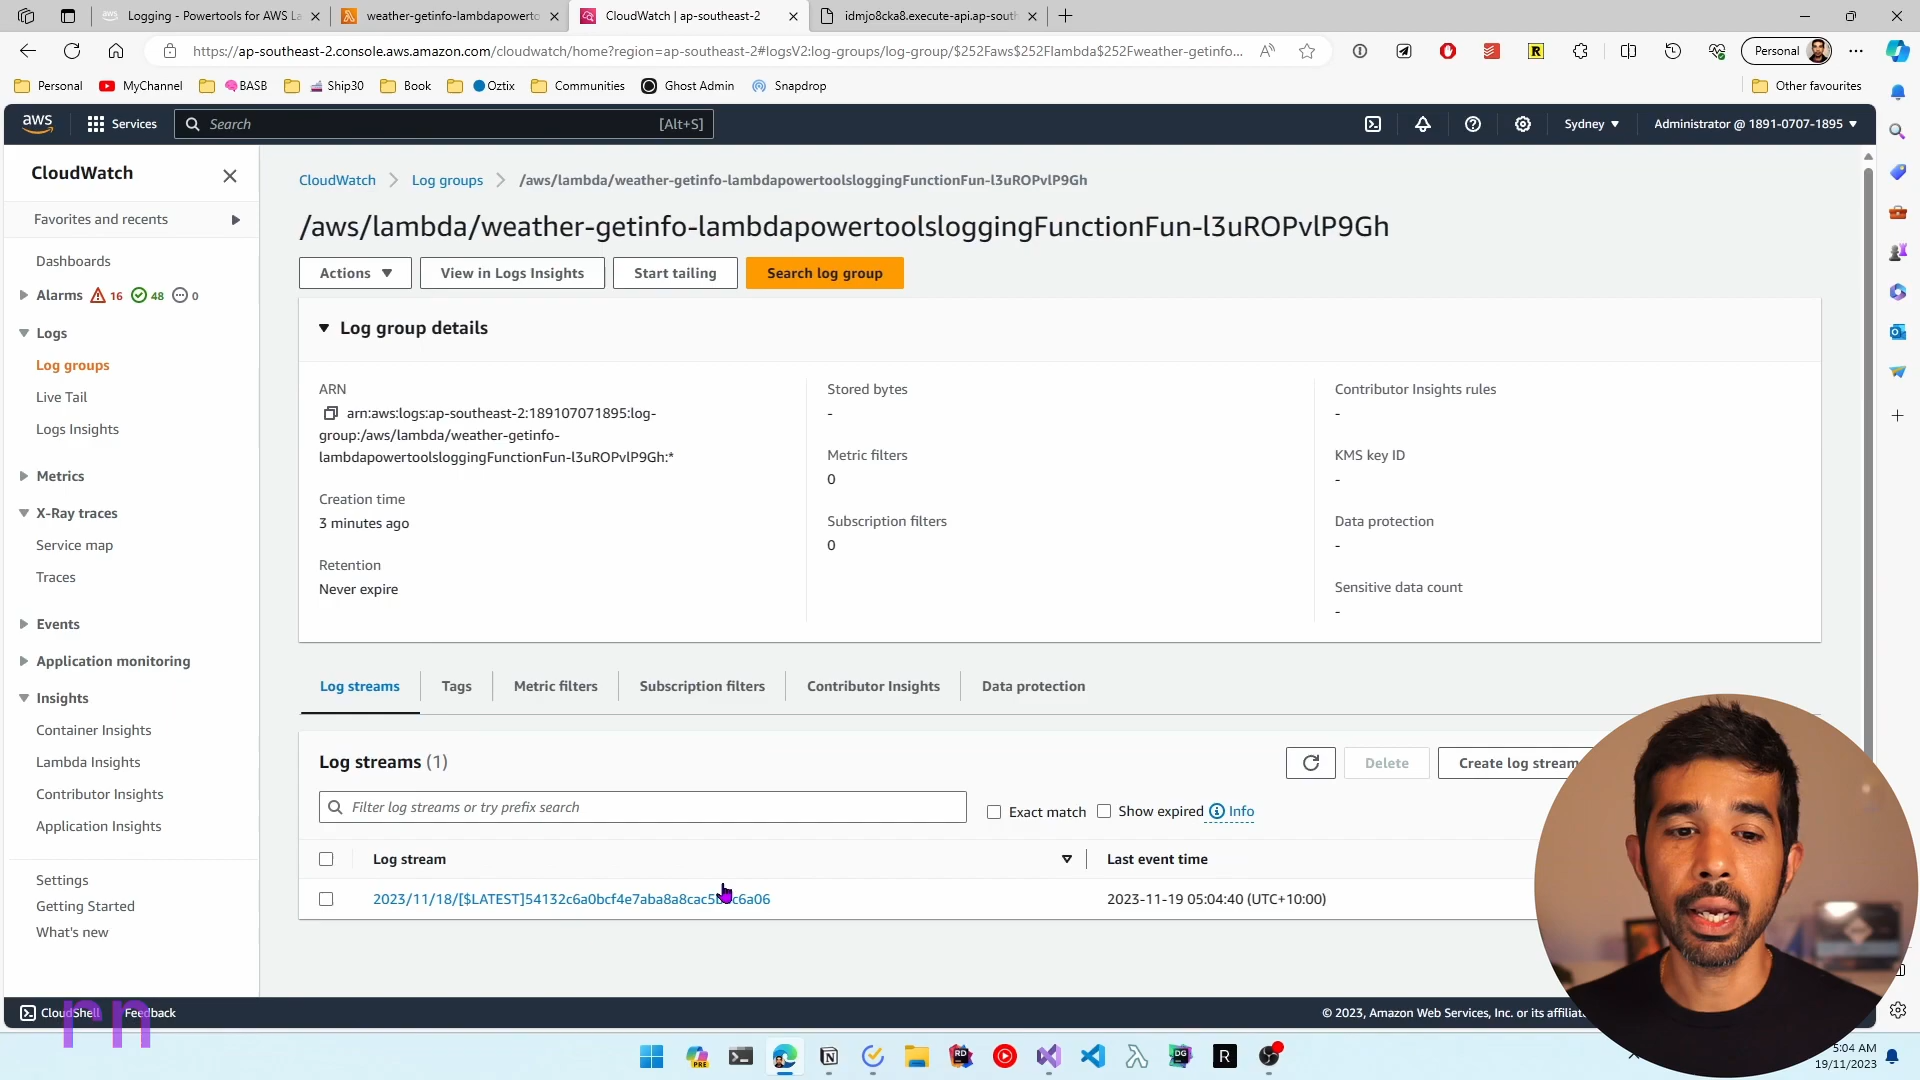 Logging - Powertools for AWS La
weather-getinfo-lambdapowerto
CloudWatch | ap-southeast-2
idmjo8cka8.execute-api.ap-south
https://ap-southeast-2.console.aws.amazon.com/cloudwatch/home?region=ap-southeast-2#logsV2:log-groups/log-group/$252Faws$252Flambda$252Fweather-getinfo...
Personal
Personal
MyChannel
BASB
Ship30
Book
Oztix
Communities
Ghost Admin
Snapdrop
Other favourites
aws
Services
Search
[Alt+S]
Sydney
Administrator @ 1891-0707-1895
CloudWatch
Favorites and recents
Dashboards
Alarms 16 48 0
Logs
Log groups
Live Tail
Logs Insights
Metrics
X-Ray traces
Service map
Traces
Events
Application monitoring
Insights
Container Insights
Lambda Insights
Contributor Insights
Application Insights
Settings
Getting Started
What's new
CloudWatch
Log groups
/aws/lambda/weather-getinfo-lambdapowertoolsloggingFunctionFun-l3uROPvlP9Gh
/aws/lambda/weather-getinfo-lambdapowertoolsloggingFunctionFun-l3uROPvlP9Gh
Actions
View in Logs Insights
Start tailing
Search log group
Log group details
ARN
arn:aws:logs:ap-southeast-2:189107071895:log-
group:/aws/lambda/weather-getinfo-
lambdapowertoolsloggingFunctionFun-l3uROPvlP9Gh:*
Creation time
3 minutes ago
Retention
Never expire
Stored bytes
-
Metric filters
0
Subscription filters
0
Contributor Insights rules
-
KMS key ID
-
Data protection
-
Sensitive data count
-
Log streams
Tags
Metric filters
Subscription filters
Contributor Insights
Data protection
Log streams (1)
Delete
Create log stream
Filter log streams or try prefix search
Exact match
Show expired
Info
Log stream
Last event time
2023-11-19 05:04:40 (UTC+10:00)
CloudShell
Feedback
© 2023, Amazon Web Services, Inc. or its affiliate
rn
PRE
RD
DG
R
5:04 AM
19/11/2023